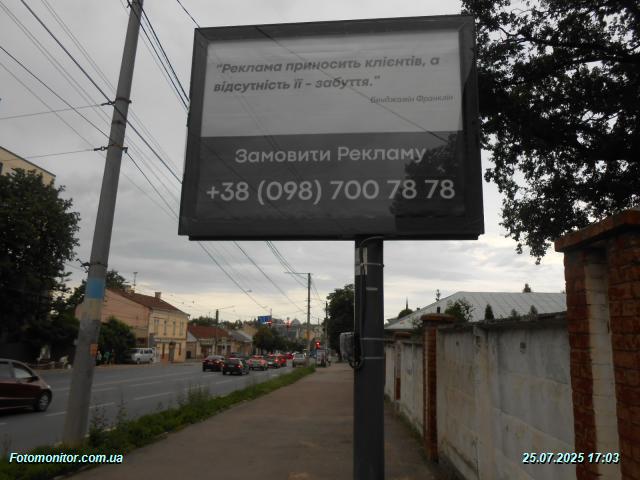 "Реклама приносить клієнтів, а
відсутність її - забуття."
Бенджамін Франклін
Замовити Рекламу
+38 (098) 700 78 78
Fotomonitor.com.ua
25.07.2025 17:03